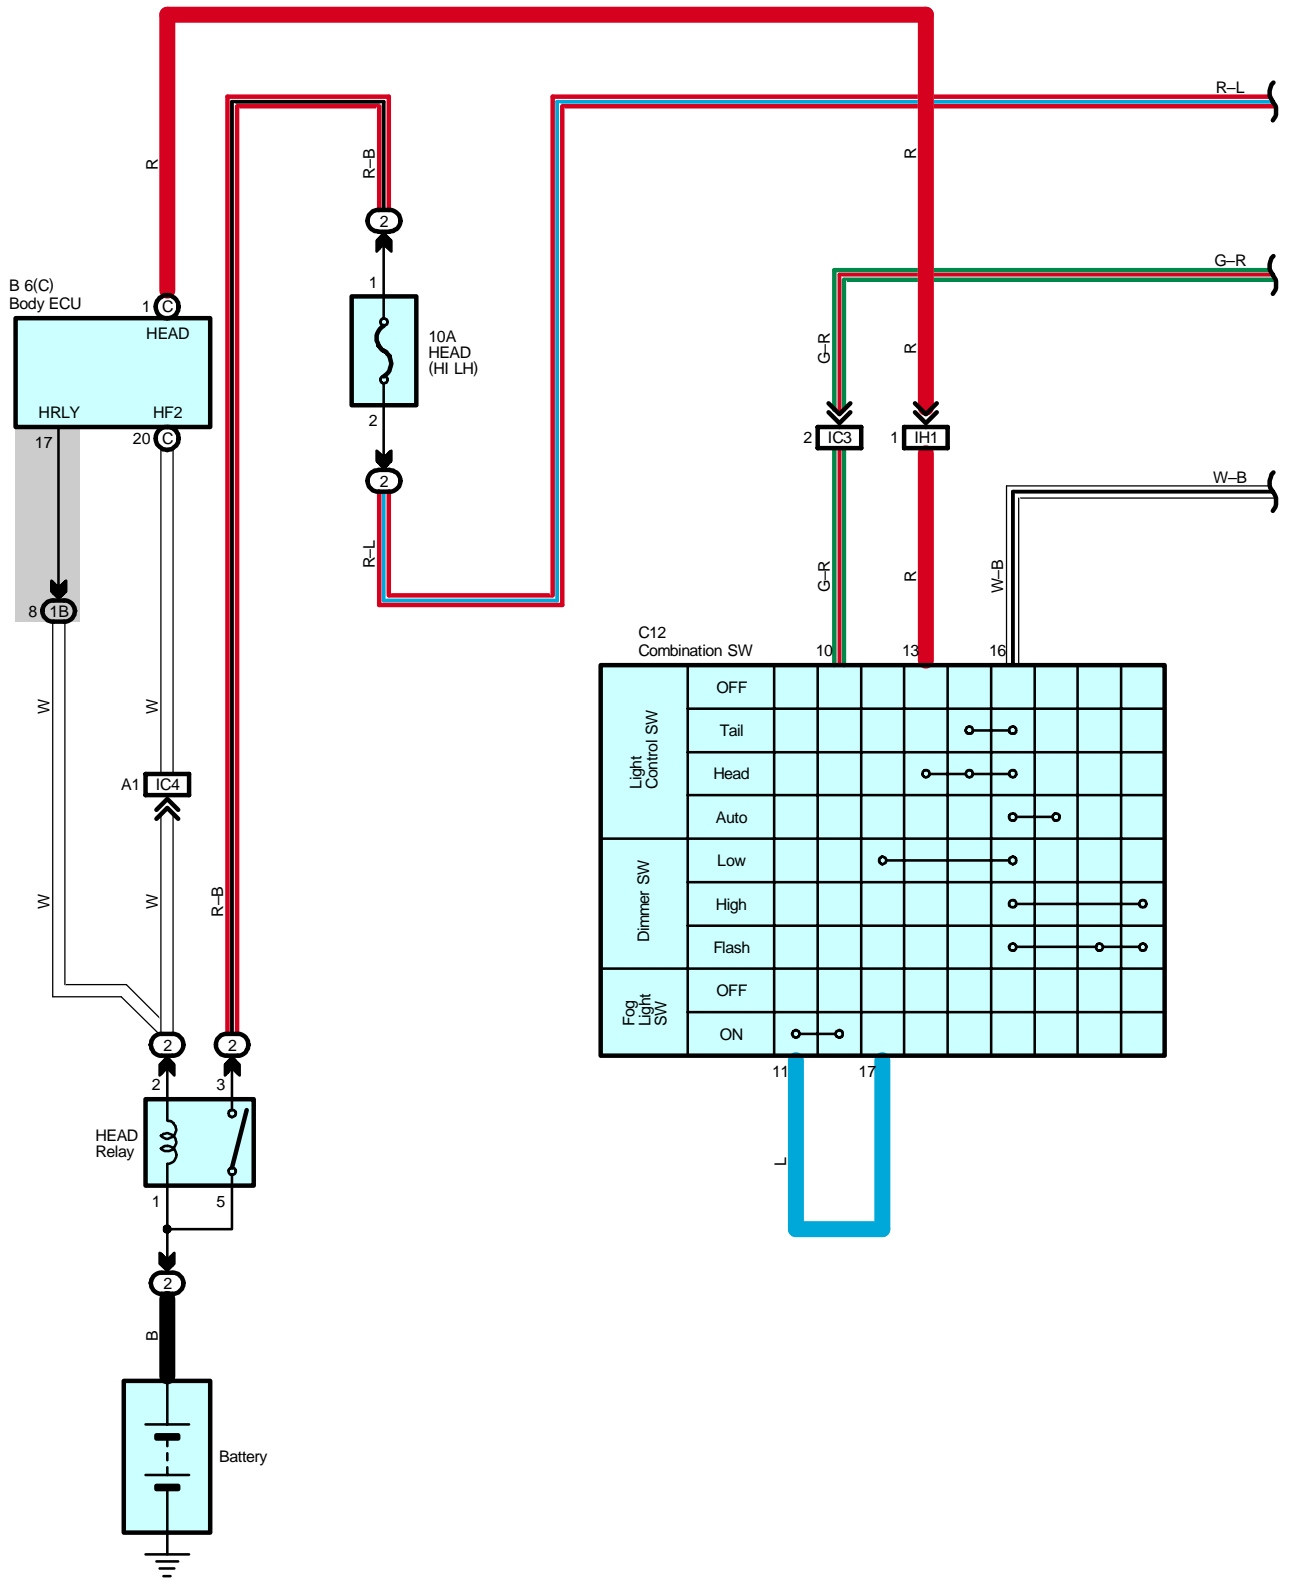 R–L
R
R–B
R
G–R
B 6(C)
Body ECU
1 C
HEAD
HRLY
HF2
17
20 C
2
1
10A
HEAD
(HI LH)
2
2
G–R
R
2 IC3
1 IH1
W–B
R–L
G–R
R
W–B
8 1B
C12
Combination SW
10
13
16
Light
Control SW
OFF
Tail
Head
Auto
Dimmer SW
Low
High
Flash
Fog
Light
SW
OFF
ON
11
17
L
W
W
A1 IC4
W
W
R–B
2
2
2
3
HEAD
Relay
1
5
2
B
Battery